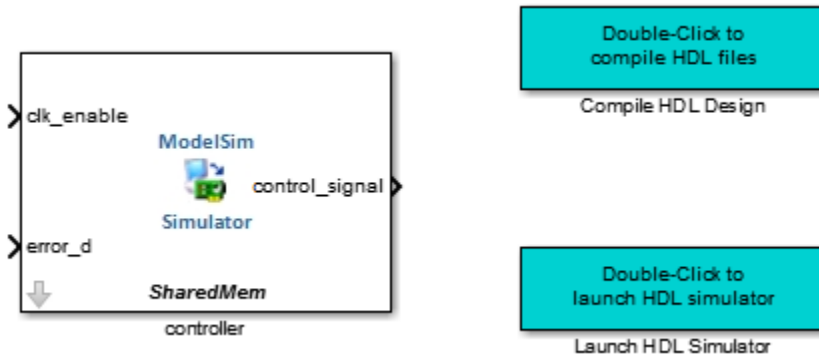 clk_enable
error_d
ModelSim
Simulator
control_signal
SharedMem
controller
Double-Click to
compile HDL files
Compile HDL Design
Double-Click to
launch HDL simulator
Launch HDL Simulator